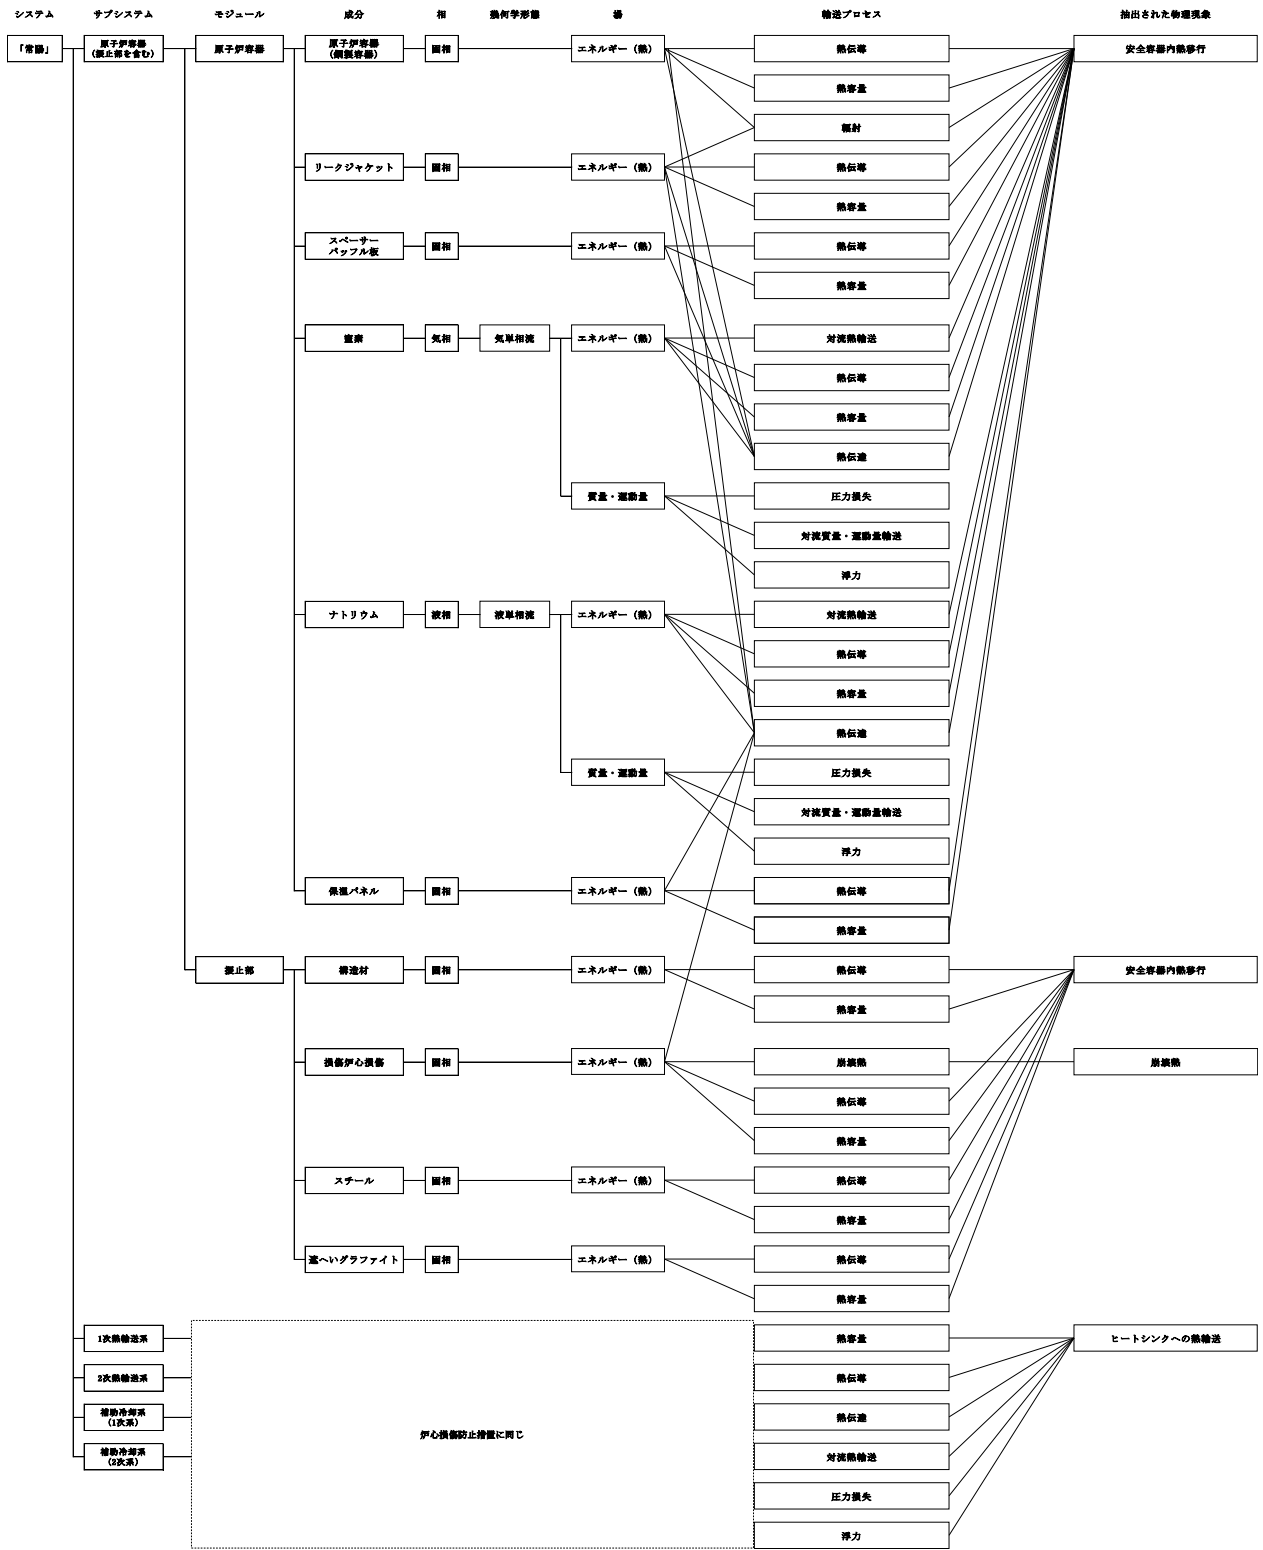 システム サブシステム モジュール 成分 相 幾何学形態 場 輸送プロセス 抽出された物理現象
「常陽」 原子炉容器 原子炉容器 原子炉容器 固相 エネルギー（熱） 熱伝導 安全容器内熱移行
（振止部を含む） （鋼製容器）
熱容量
輻射
リークジャケット 固相 エネルギー（熱） 熱伝導
熱容量
スペーサー 固相 エネルギー（熱） 熱伝導
バッフル板
熱容量
窒素 気相 気単相流 エネルギー（熱） 対流熱輸送
熱伝導
熱容量
熱伝達
質量・運動量 圧力損失
対流質量・運動量輸送
浮力
ナトリウム 液相 液単相流 エネルギー（熱） 対流熱輸送
熱伝導
熱容量
熱伝達
質量・運動量 圧力損失
対流質量・運動量輸送
浮力
保温パネル 固相 エネルギー（熱） 熱伝導
熱容量
振止部 構造材 固相 エネルギー（熱） 熱伝導 安全容器内熱移行
熱容量
損傷炉心損傷 固相 エネルギー（熱） 崩壊熱 崩壊熱
熱伝導
熱容量
スチール 固相 エネルギー（熱） 熱伝導
熱容量
遮へいグラファイト 固相 エネルギー（熱） 熱伝導
熱容量
1次熱輸送系 熱容量 ヒートシンクへの熱輸送
2次熱輸送系 熱伝導
補助冷却系 熱伝達
（1次系）
炉心損傷防止措置に同じ
補助冷却系 対流熱輸送
（2次系）
圧力損失
浮力